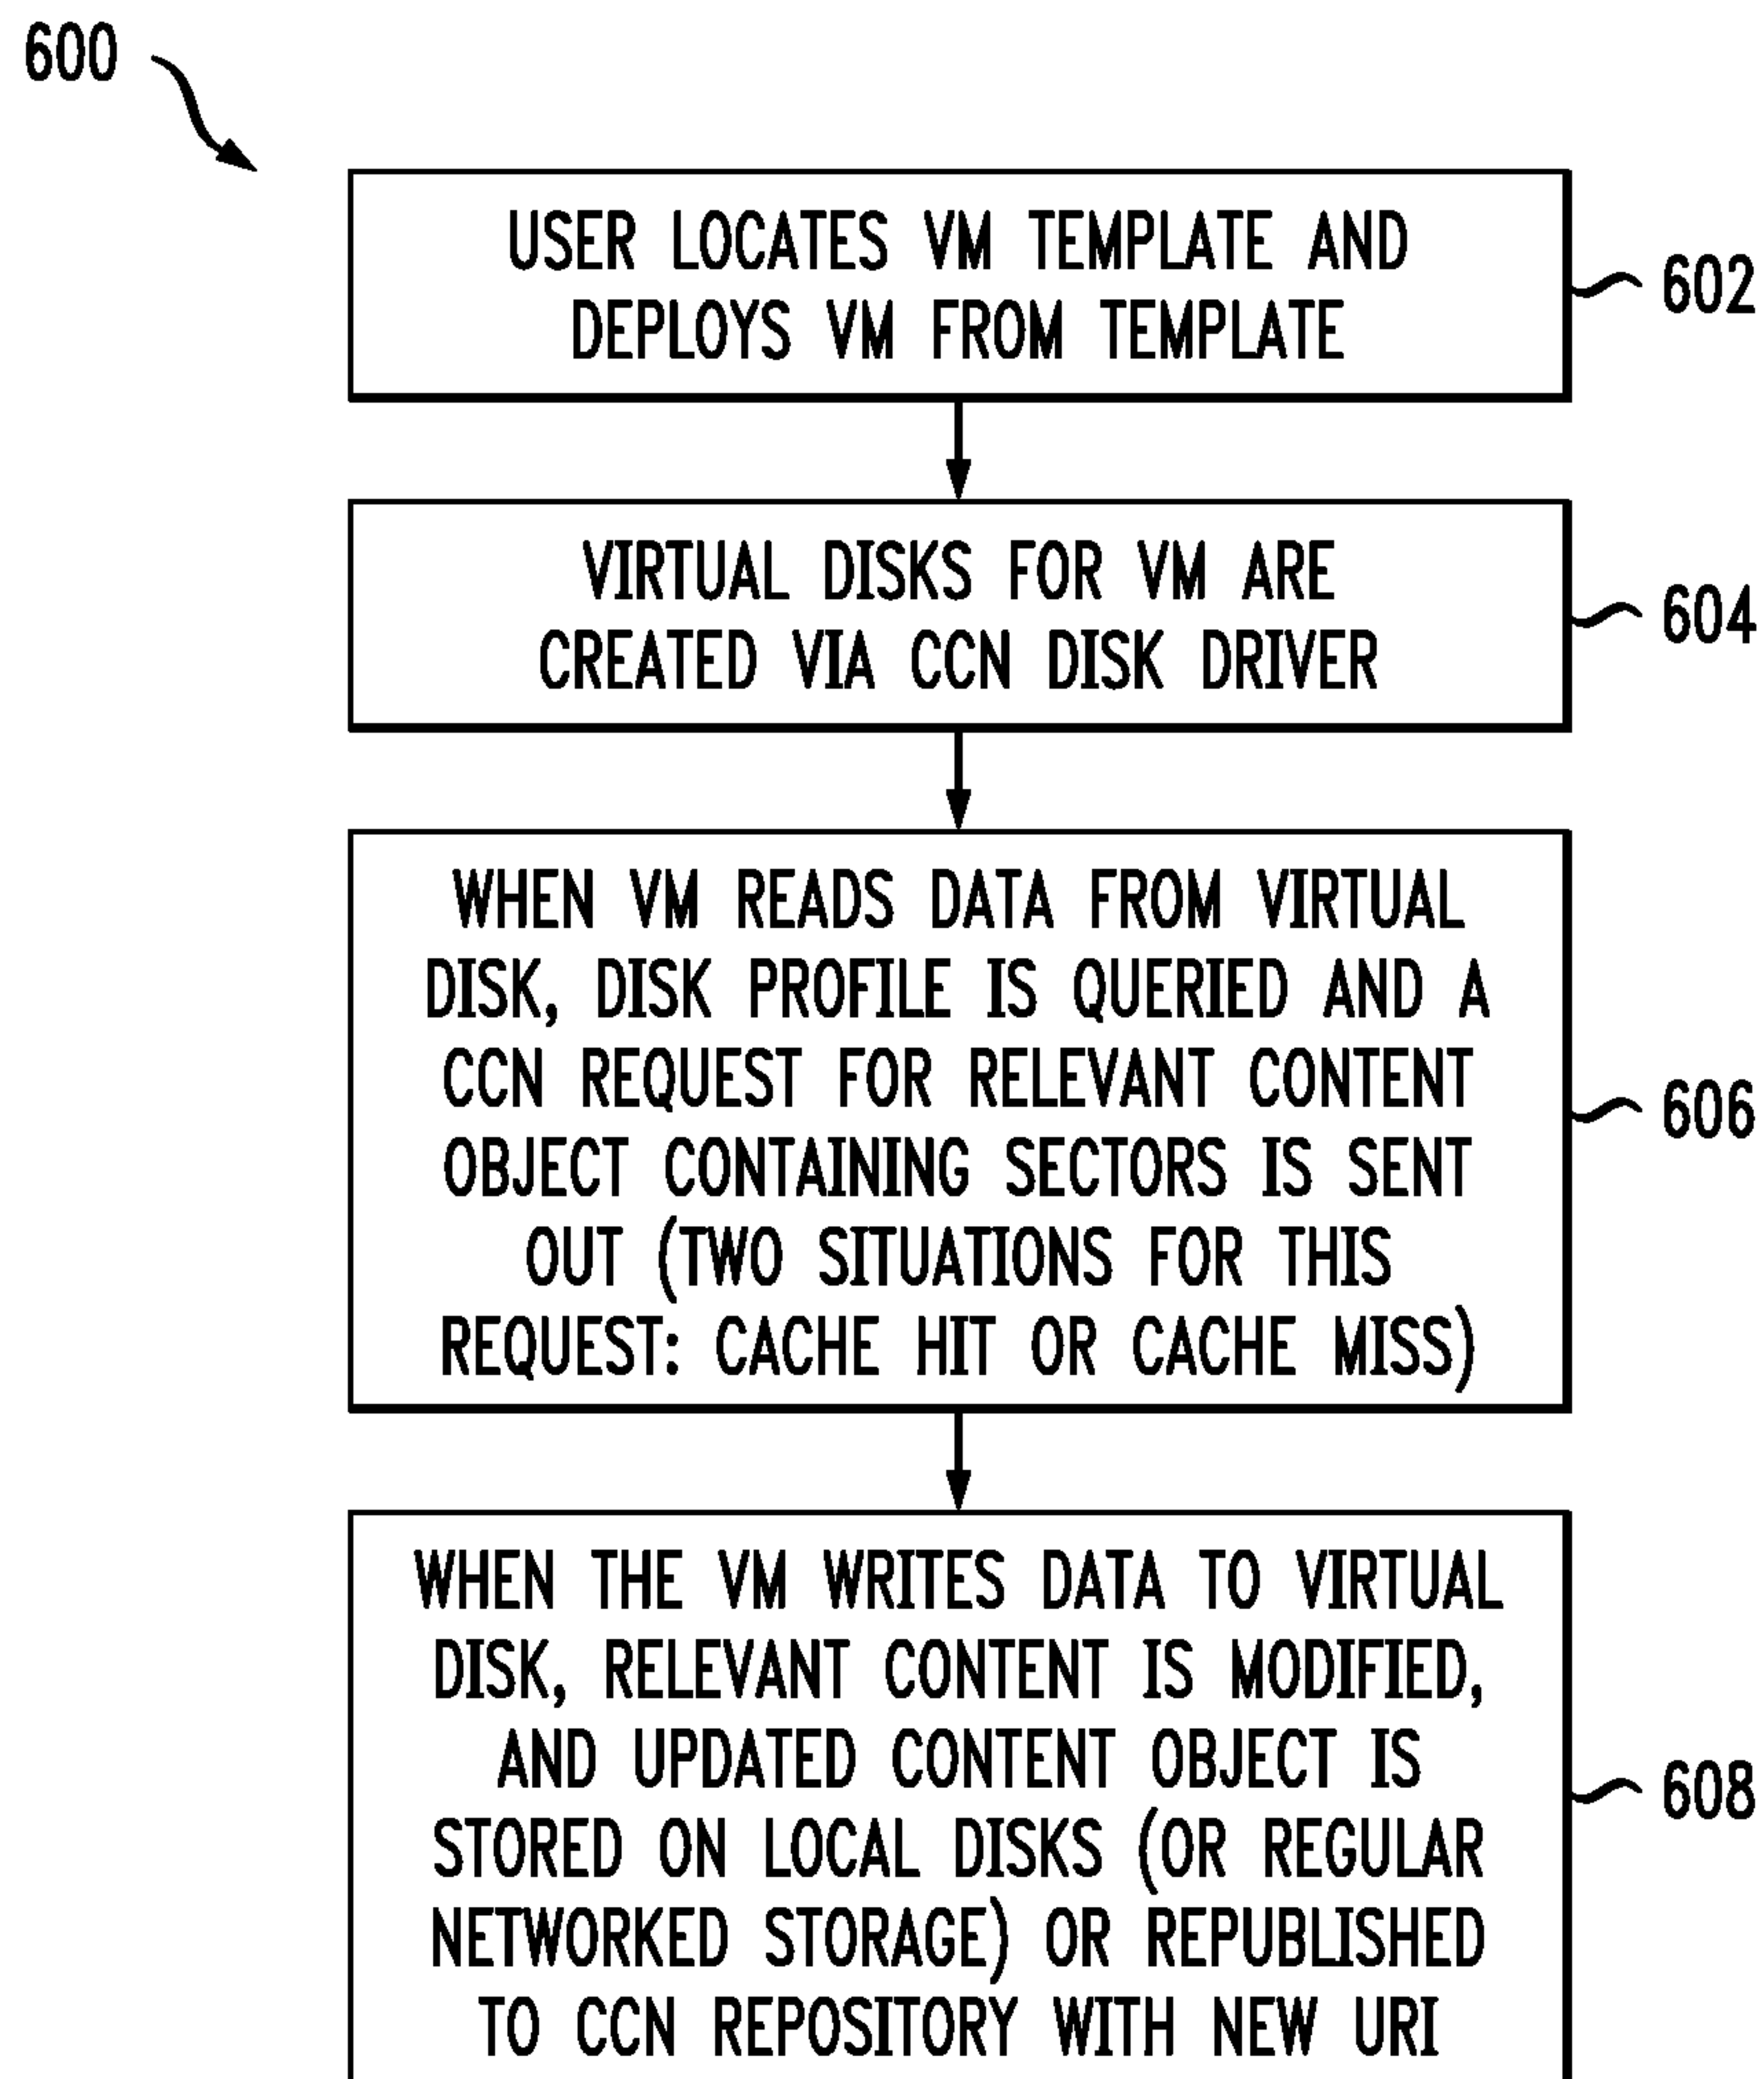 600
USER LOCATES VM TEMPLATE AND
DEPLOYS VM FROM TEMPLATE
602
VIRTUAL DISKS FOR VM ARE
CREATED VIA CCN DISK DRIVER
604
WHEN VM READS DATA FROM VIRTUAL
DISK, DISK PROFILE IS QUERIED AND A
CCN REQUEST FOR RELEVANT CONTENT
OBJECT CONTAINING SECTORS IS SENT
OUT (TWO SITUATIONS FOR THIS
REQUEST: CACHE HIT OR CACHE MISS)
606
WHEN THE VM WRITES DATA TO VIRTUAL
DISK, RELEVANT CONTENT IS MODIFIED,
AND UPDATED CONTENT OBJECT IS
STORED ON LOCAL DISKS (OR REGULAR
NETWORKED STORAGE) OR REPUBLISHED
TO CCN REPOSITORY WITH NEW URI
608